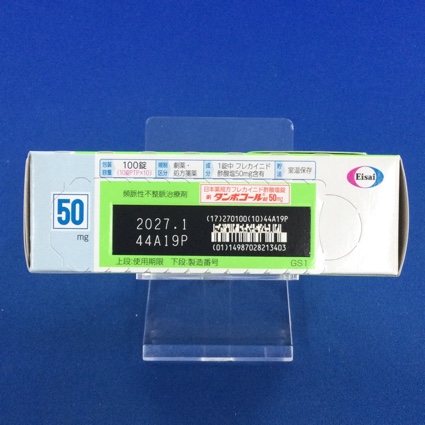 包装数量 100錠 (10錠PTP×10) 規制区分 劇薬・処方箋薬 成分 1錠中 フレカイニド酢酸塩50mg含有 貯法 室温保存
Eisai
頻脈性不整脈治療剤
日本薬局方フレカイニド酢酸塩錠
劇 タンボコール錠50mg
50
mg
2027.1
44A19P
(17)270100(10)44A19P
(01)14987028213403
上段:使用期限 下段:製造番号
GS1